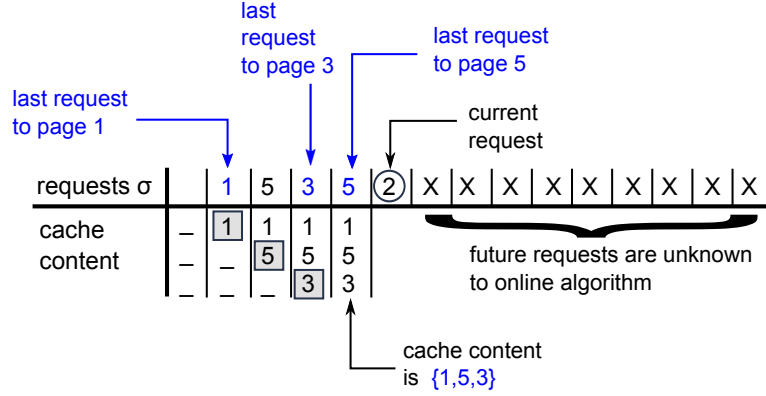 last
request
to page 3
last request
to page 5
last request
to page 1
current
request
requests σ 1 5 3 5 2 X X X X X X X X X
cache
content
_ 1 1 1 1
_ _ 5 5 5
_ _ _ 3 3
future requests are unknown
to online algorithm
cache content
is {1,5,3}